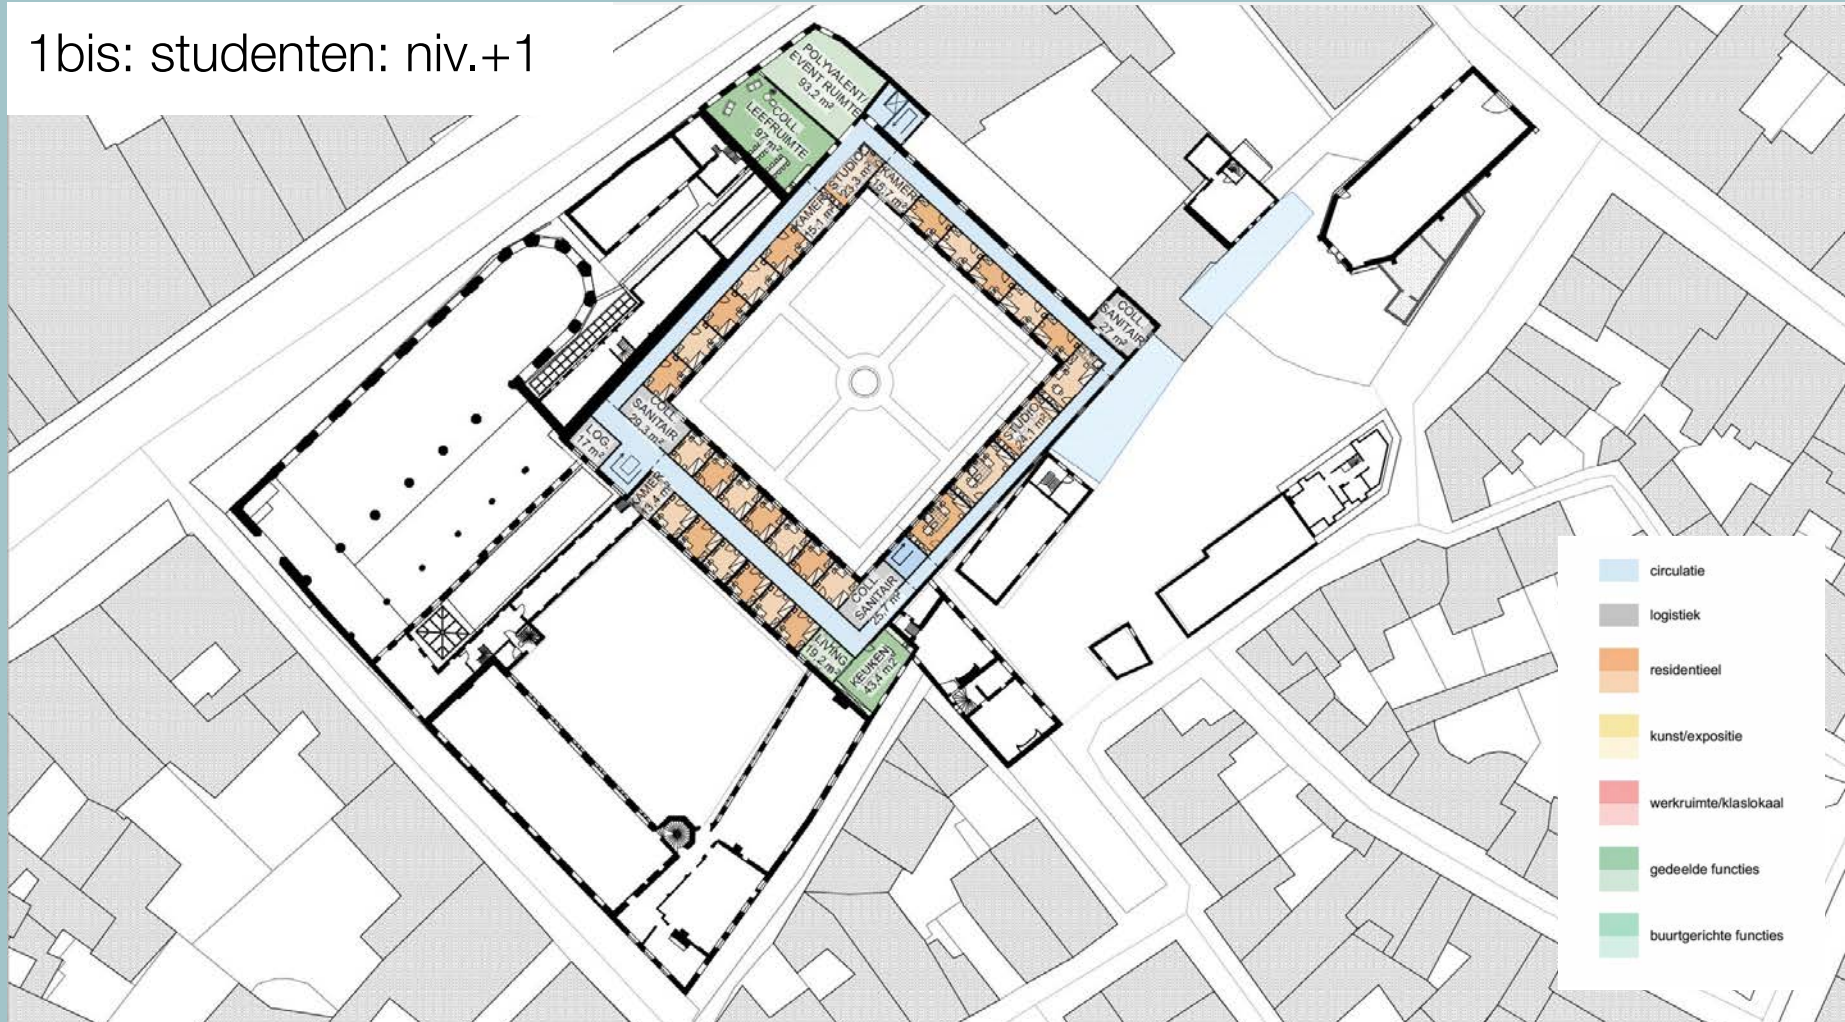 1bis: studenten: niv.+1
POLYVALENT/
EVENT RUIMTE
93,2 m²
COLL.
LEEFRUIMTE
97 m²
STUDIO
23,3 m²
KAMER
15,7 m²
KAMER
15,1 m²
COLL.
SANITAIR
27 m²
COLL.
SANITAIR
29,3 m²
LOG.
17 m²
STUDIO
KAMER
COLL.
SANITAIR
25,7 m²
LIVING
19,2 m²
KEUKEN
43,4 m2
circulatie
logistiek
residentieel
kunst/expositie
werkruimte/klaslokaal
gedeelde functies
buurtgerichte functies